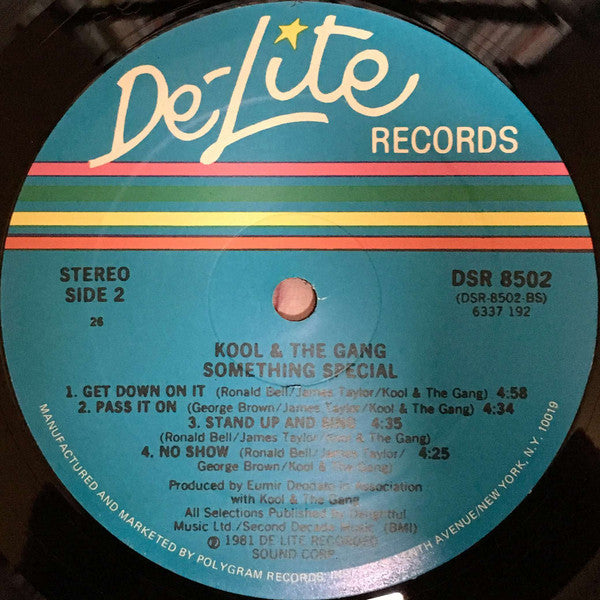 De-Lite
RECORDS
STEREO
SIDE 2
26
DSR 8502
(DSR-8502-BS)
6337 192
KOOL & THE GANG
SOMETHING SPECIAL
1. GET DOWN ON IT (Ronald Bell/James Taylor/Kool & The Gang) 4:58
2. PASS IT ON (George Brown/James Taylor/Kool & The Gang) 4:34
3. STAND UP AND SING 4:35
(Ronald Bell/James Taylor/Kool & The Gang)
4. NO SHOW (Ronald Bell/James Taylor/ 4:25
George Brown/Kool & The Gang)
Produced by Eumir Deodato in Association
with Kool & The Gang
All Selections Published by Delightful
Music Ltd./Second Decade Music (BMI)
℗ 1981 DE LITE RECORDED
SOUND CORP.
MANUFACTURED AND MARKETED BY POLYGRAM RECORDS, AVENUE/NEW YORK, N.Y. 10019